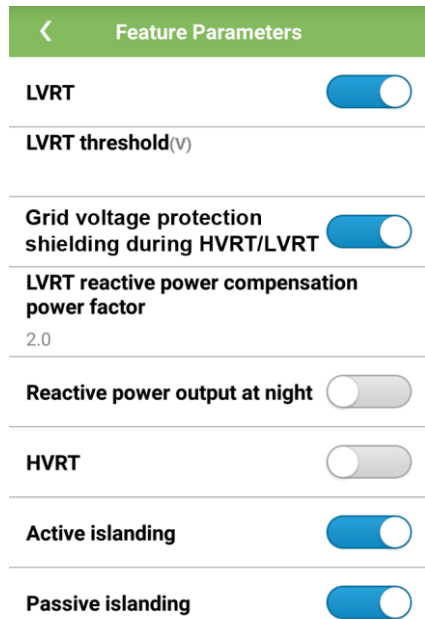 Feature Parameters
LVRT
LVRT threshold(V)
Grid voltage protection
shielding during HVRT/LVRT
LVRT reactive power compensation
power factor
2.0
Reactive power output at night
HVRT
Active islanding
Passive islanding